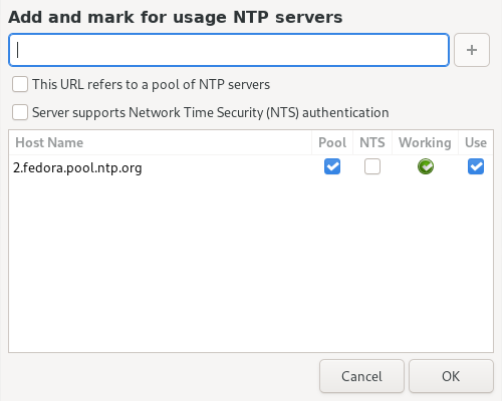 Add and mark for usage NTP servers
+
This URL refers to a pool of NTP servers
Server supports Network Time Security (NTS) authentication
Host Name Pool NTS Working Use
2.fedora.pool.ntp.org
Cancel OK